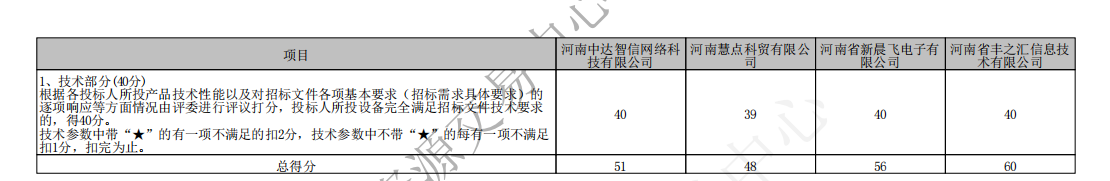 项目
河南中达智信网络科
技有限公司
河南慧点科贸有限公
司
河南省新晨飞电子有
限公司
河南省丰之汇信息技
术有限公司
1、技术部分(40分)
根据各投标人所投产品技术性能以及对招标文件各项基本要求（招标需求具体要求）的
逐项响应等方面情况由评委进行评议打分，投标人所投设备完全满足招标文件技术要求
的，得40分。
技术参数中带“★”的有一项不满足的扣2分，技术参数中不带“★”的每有一项不满足
扣1分，扣完为止。
40
39
40
40
总得分
51
48
56
60
源交易中心
中心